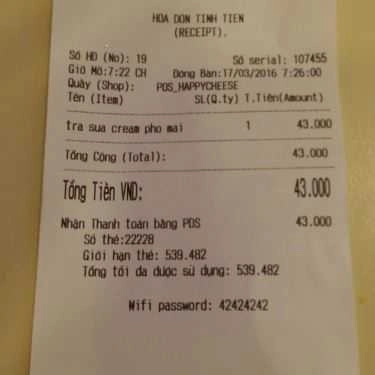 HOA DON TINH TIEN
(RECEIPT).
Số HD (No): 19 Số serial: 107455
Giờ Mở:7:22 CH Đóng Bàn:17/03/2016 7:26:00
Quầy (Shop): POS_HAPPYCHEESE
Tên (Item) SL(Q.ty) T.Tiền(Amount)
tra sua cream pho mai 1 43.000
Tổng Cộng (Total): 43.000
Tổng Tiền VND: 43.000
Nhận Thanh toán bằng PDS 43.000
Số thẻ:22228
Giới hạn thẻ: 539.482
Tổng tối đa được sử dụng: 539.482
Wifi password: 42424242